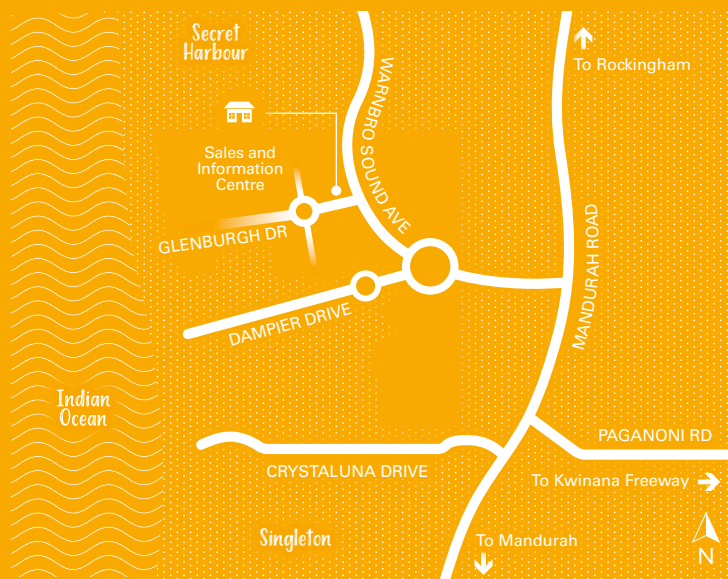 Secret
Harbour
To Rockingham
WARNBRO SOUND AVE
Sales and
Information
Centre
GLENBURGH DR
MANDURAH ROAD
DAMPIER DRIVE
Indian
Ocean
PAGANONI RD
CRYSTALUNA DRIVE
To Kwinana Freeway
Singleton
To Mandurah
N